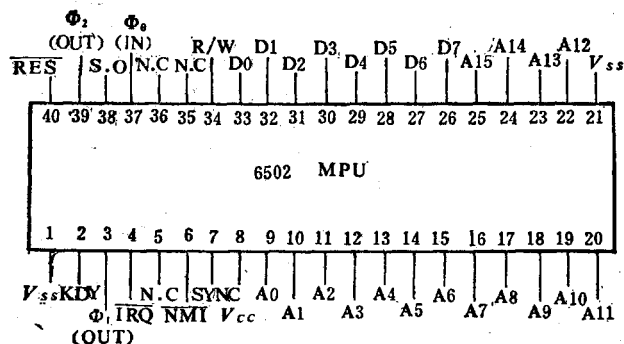 Φ₂ Φ₀
(OUT) (IN) R/W D1 D3 D5 D7 A14 A12
RES S.O N.C N.C D0 D2 D4 D6 A15 A13 Vss
40 39 38 37 36 35 34 33 32 31 30 29 28 27 26 25 24 23 22 21
6502 MPU
1 2 3 4 5 6 7 8 9 10 11 12 13 14 15 16 17 18 19 20
Vss KDY N.C SYNC A0 A2 A4 A6 A8 A10
Φ₁ IRQ NMI Vcc A1 A3 A5 A7 A9 A11
(OUT)